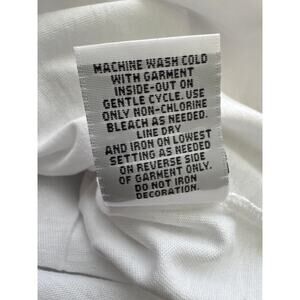 MACHINE WASH COLD
WITH GARMENT
INSIDE-OUT ON
GENTLE CYCLE. USE
ONLY NON-CHLORINE
BLEACH AS NEEDED.
LINE DRY
AND IRON ON LOWEST
SETTING AS NEEDED
ON REVERSE SIDE
OF GARMENT ONLY.
DO NOT IRON
DECORATION.